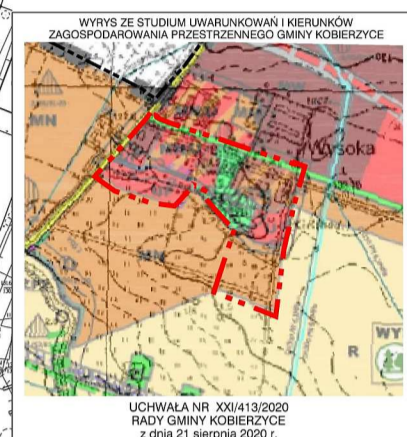 WYRYS ZE STUDIUM UWARUNKOWAŃ I KIERUNKÓW
ZAGOSPODAROWANIA PRZESTRZENNEGO GMINY KOBIERZYCE
MN
Wysoka
WY
R
UCHWAŁA NR XXI/413/2020
RADY GMINY KOBIERZYCE
z dnia 21 sierpnia 2020 r.